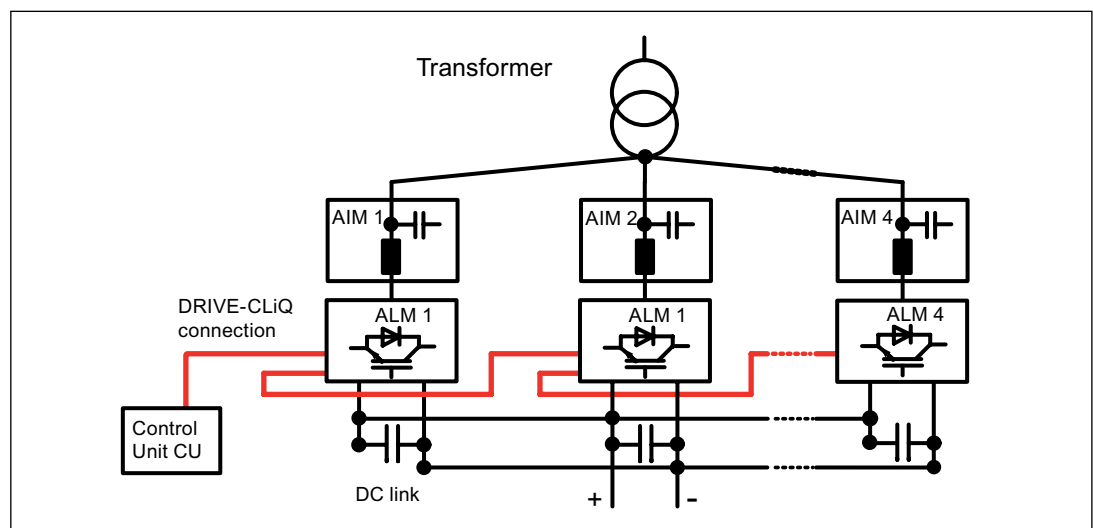 Transformer
AIM 1
AIM 2
AIM 4
DRIVE-CLiQ
connection
ALM 1
ALM 1
ALM 4
Control
Unit CU
DC link
+
-